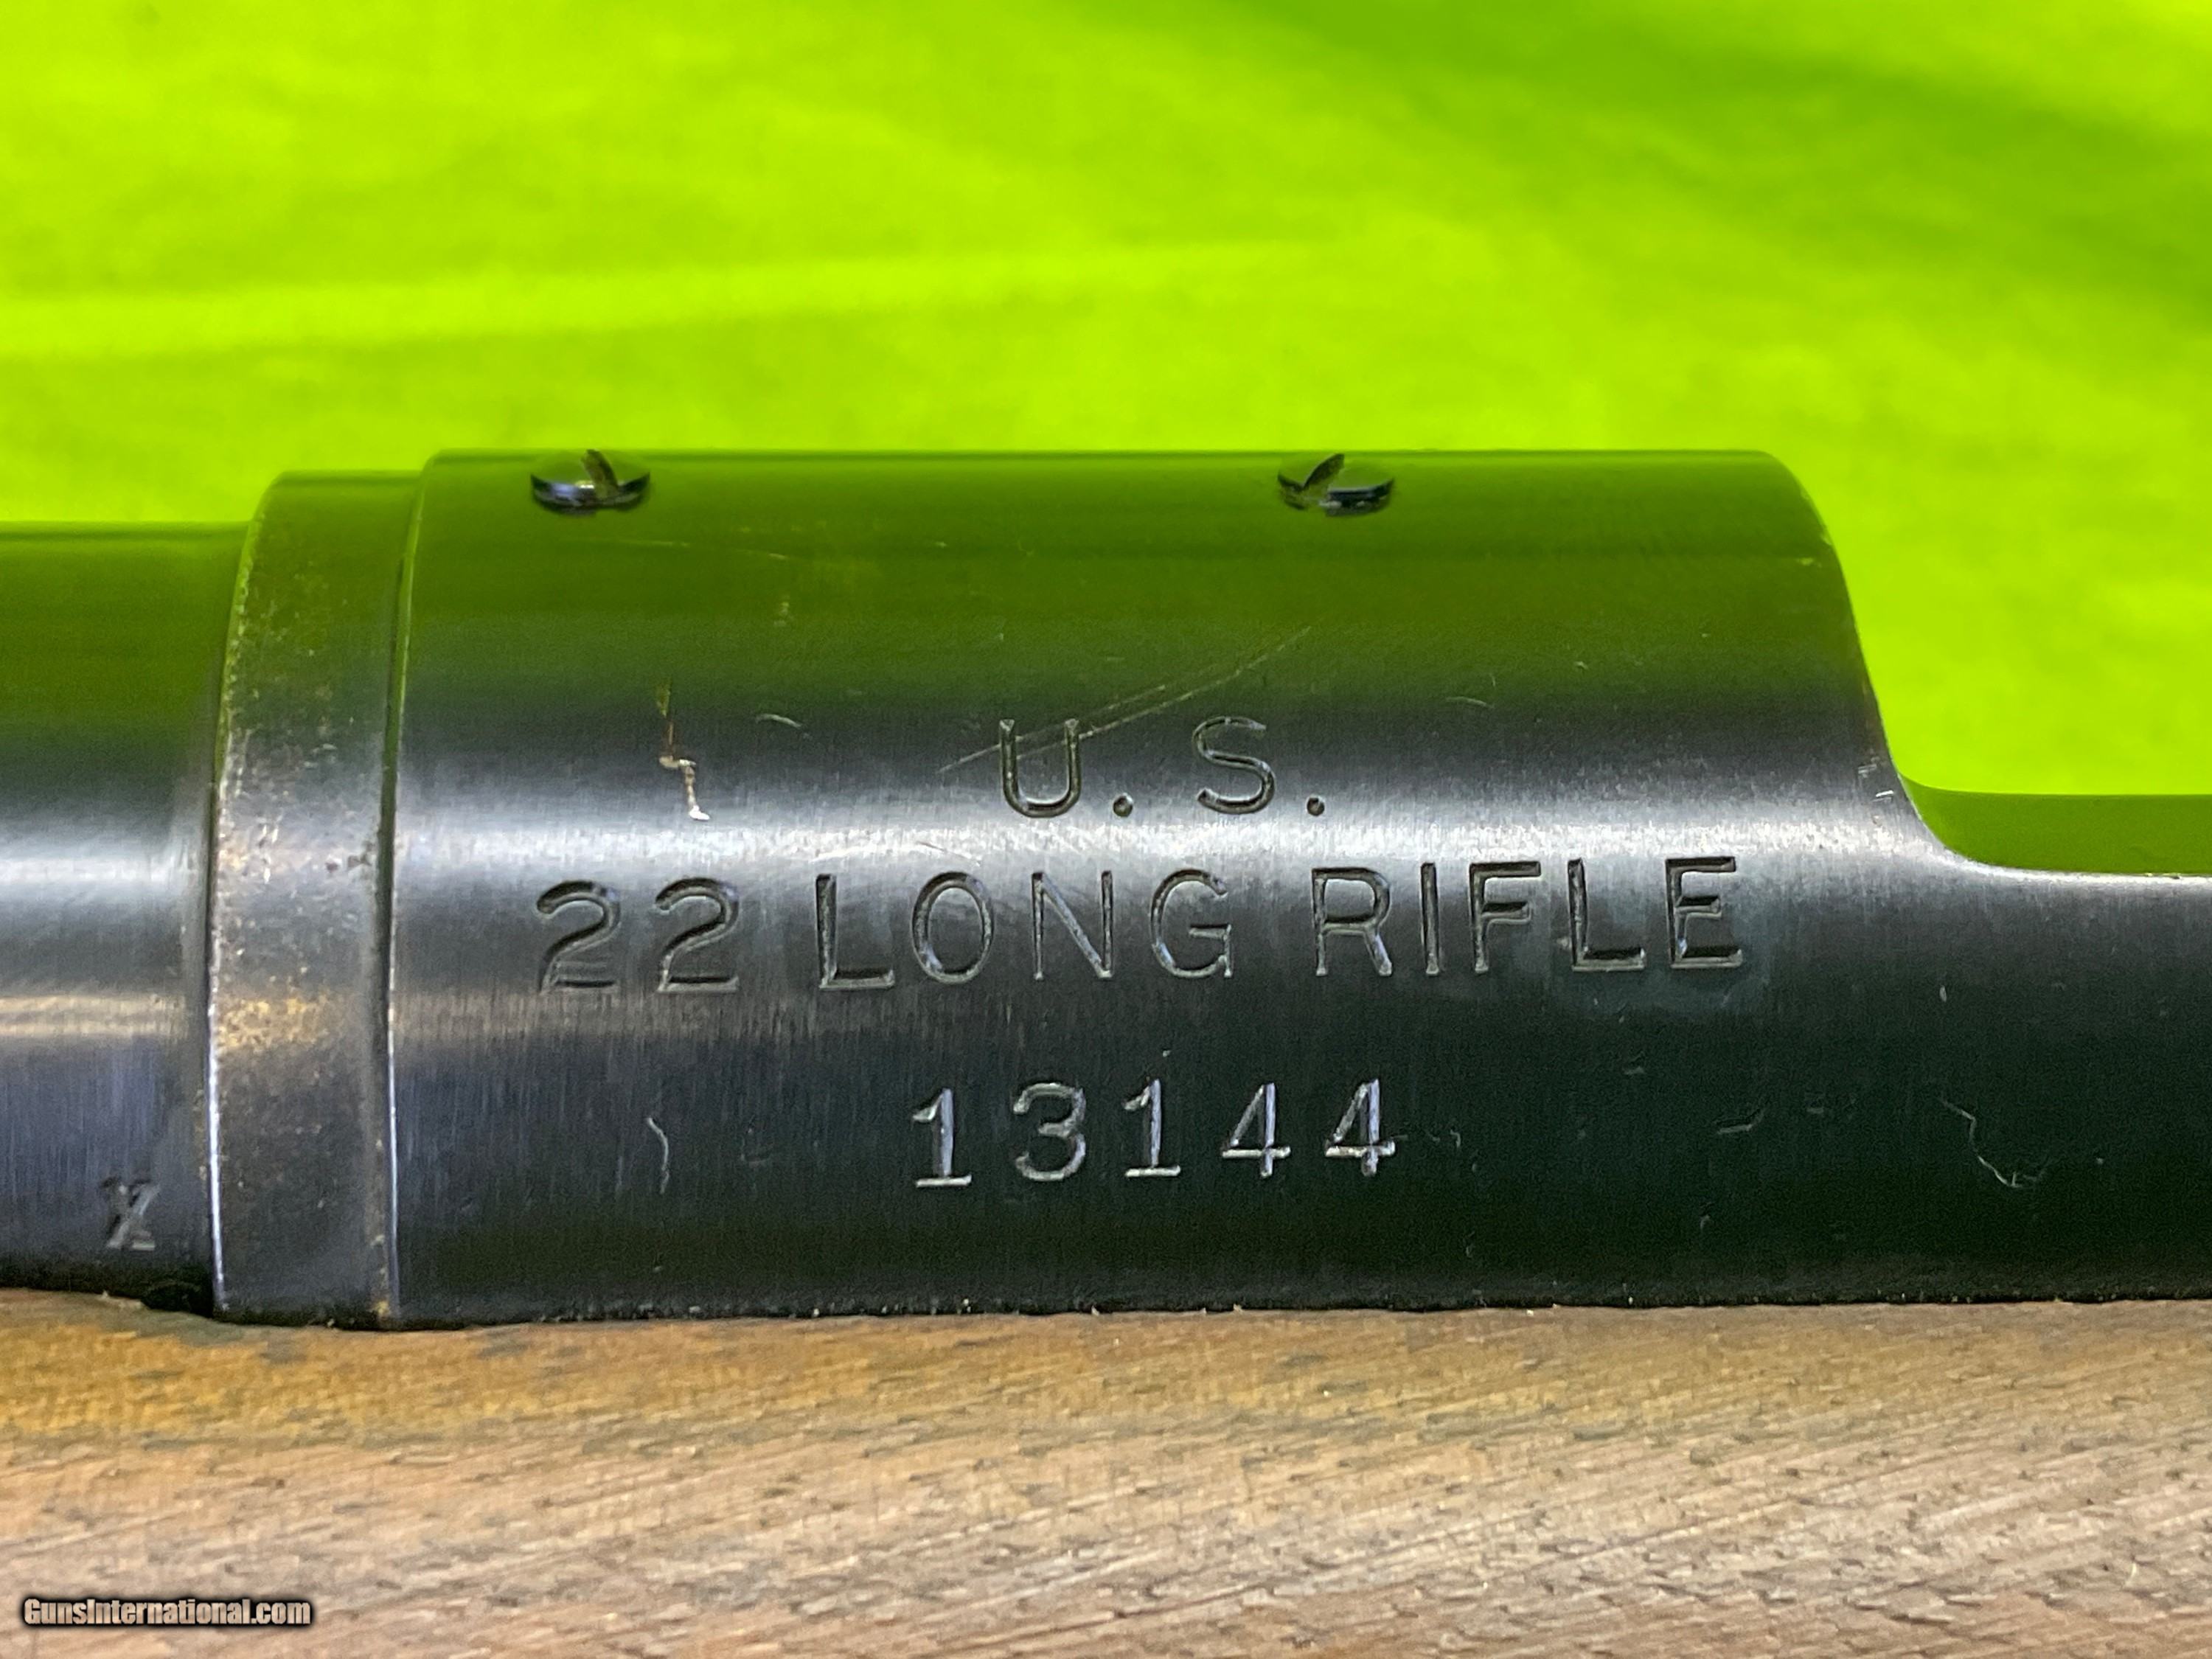 U. S.
22 LONG RIFLE
13144
GunsInternational.com